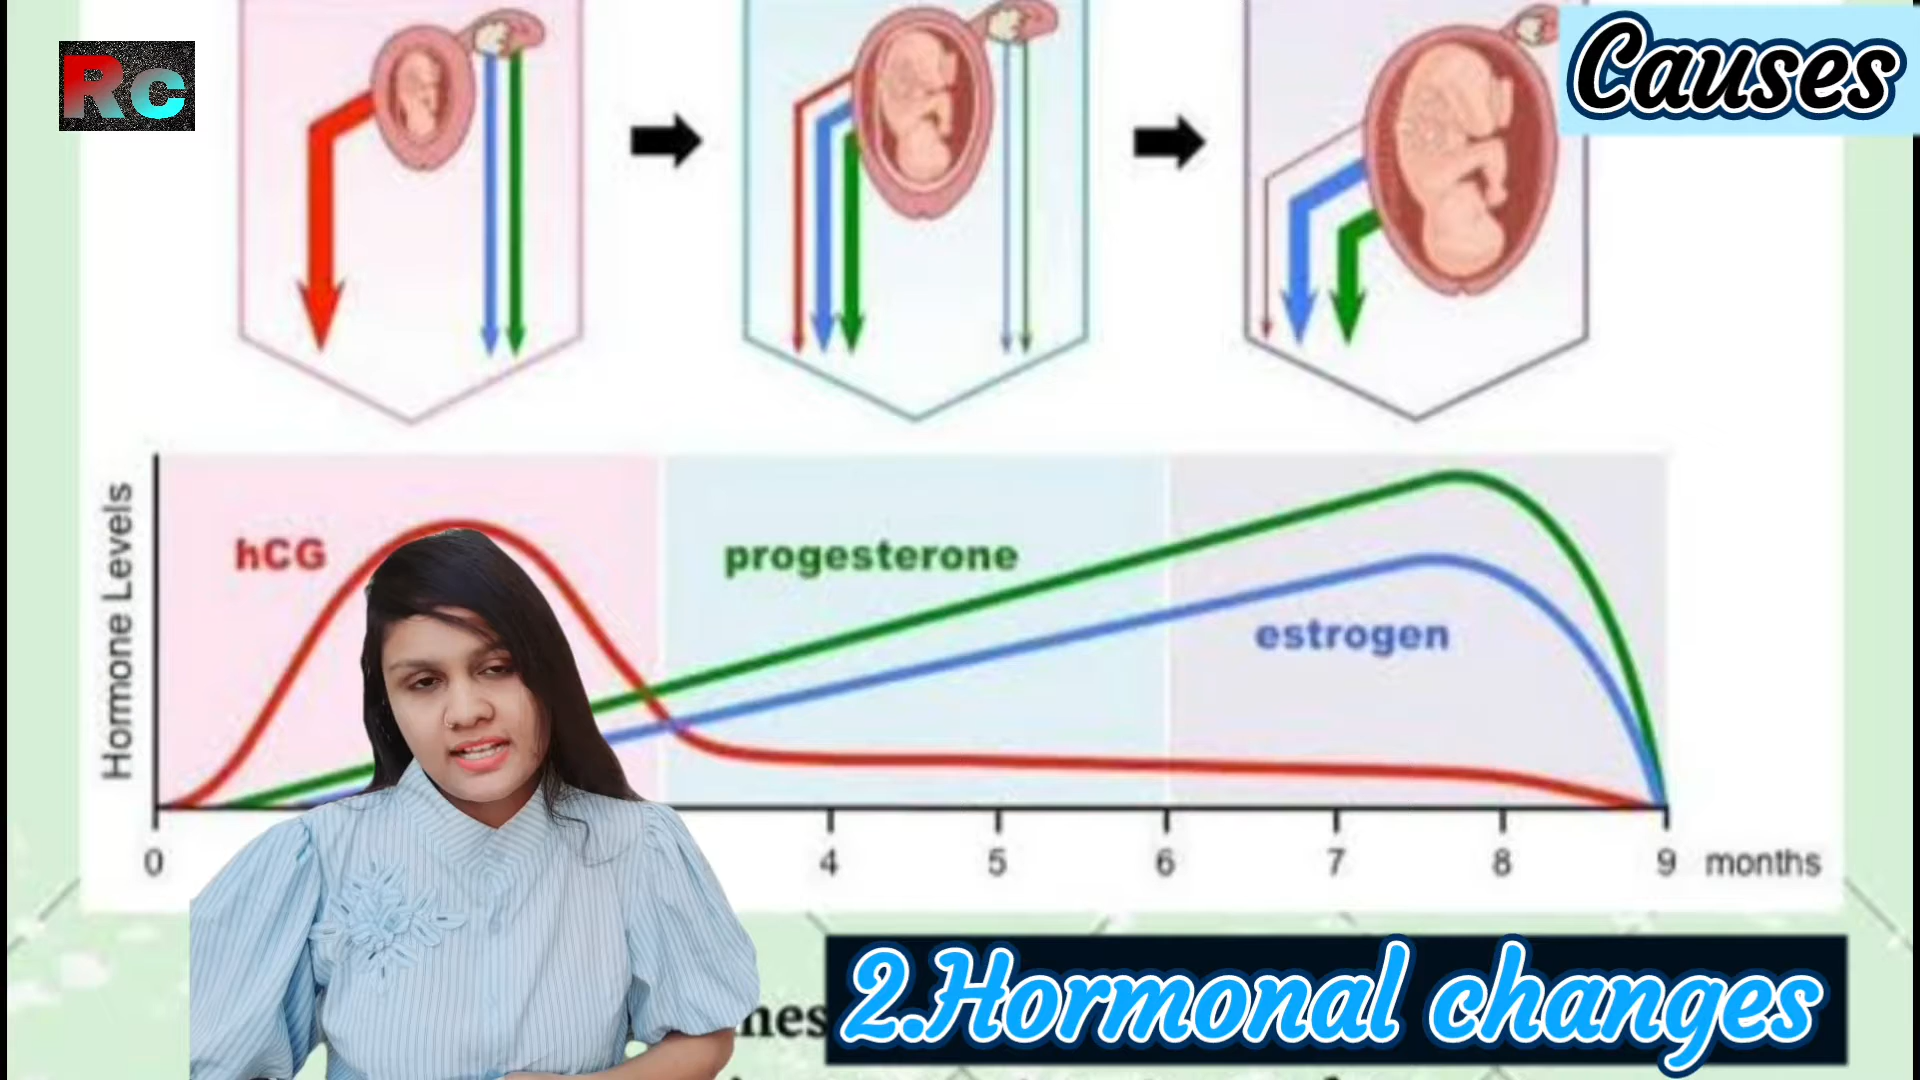 Rc
Causes
Hormone Levels
hCG
progesterone
estrogen
0 4 5 6 7 8 9 months
2.Hormonal changes